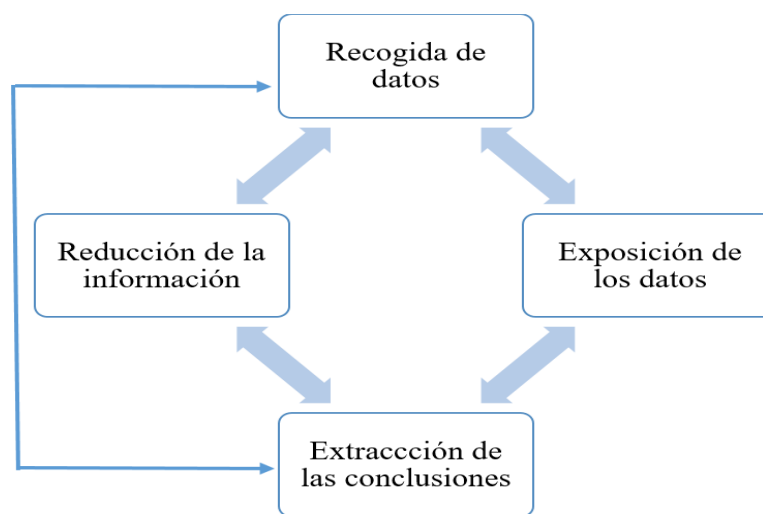 Recogida de
datos
Reducción de la
información
Exposición de
los datos
Extraccción de
las conclusiones